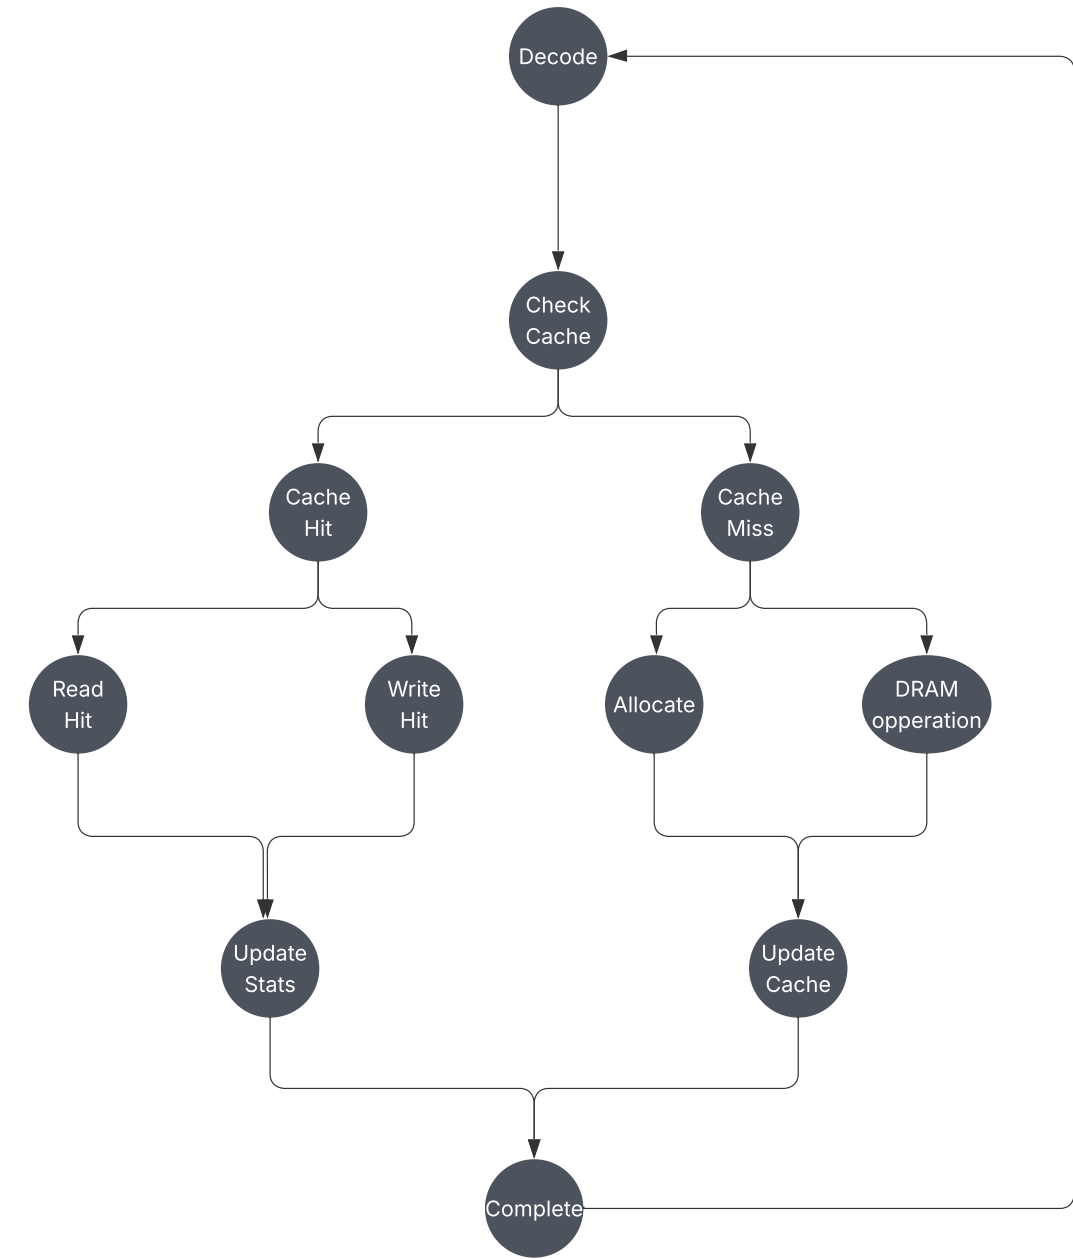 Decode
Check
Cache
Cache
Hit
Cache
Miss
Read
Hit
Write
Hit
Allocate
DRAM
opperation
Update
Stats
Update
Cache
Complete